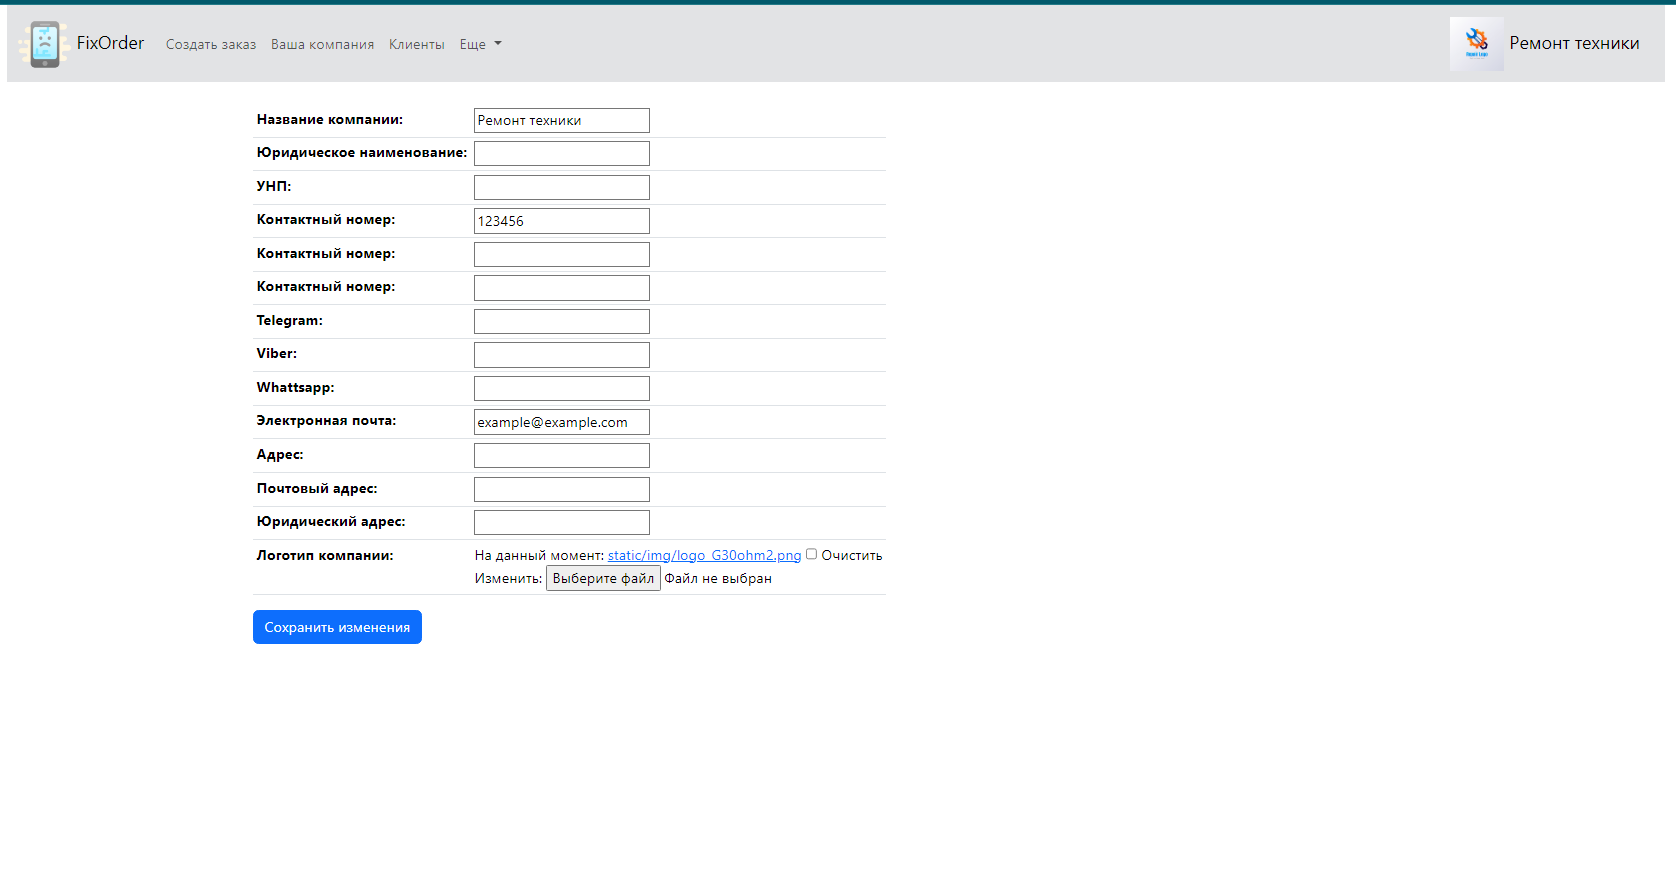 FixOrder Создать заказ Ваша компания Клиенты Еще Ремонт техники
Название компании: Ремонт техники
Юридическое наименование:
УНП:
Контактный номер: 123456
Контактный номер:
Контактный номер:
Telegram:
Viber:
Whattsapp:
Электронная почта: example@example.com
Адрес:
Почтовый адрес:
Юридический адрес:
Логотип компании: На данный момент: static/img/logo_G30ohm2.png Очистить
Изменить: Выберите файл Файл не выбран
Сохранить изменения